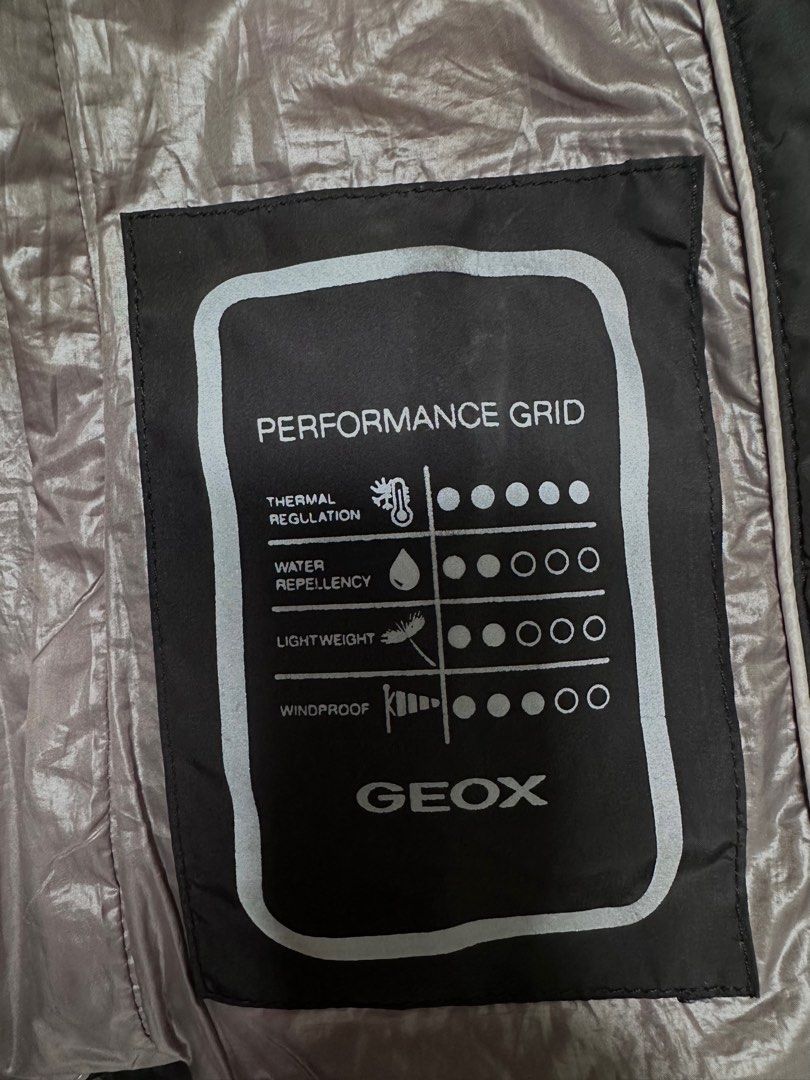 PERFORMANCE GRID
THERMAL
REGULATION
WATER
REPELLENCY
LIGHTWEIGHT
WINDPROOF
GEOX